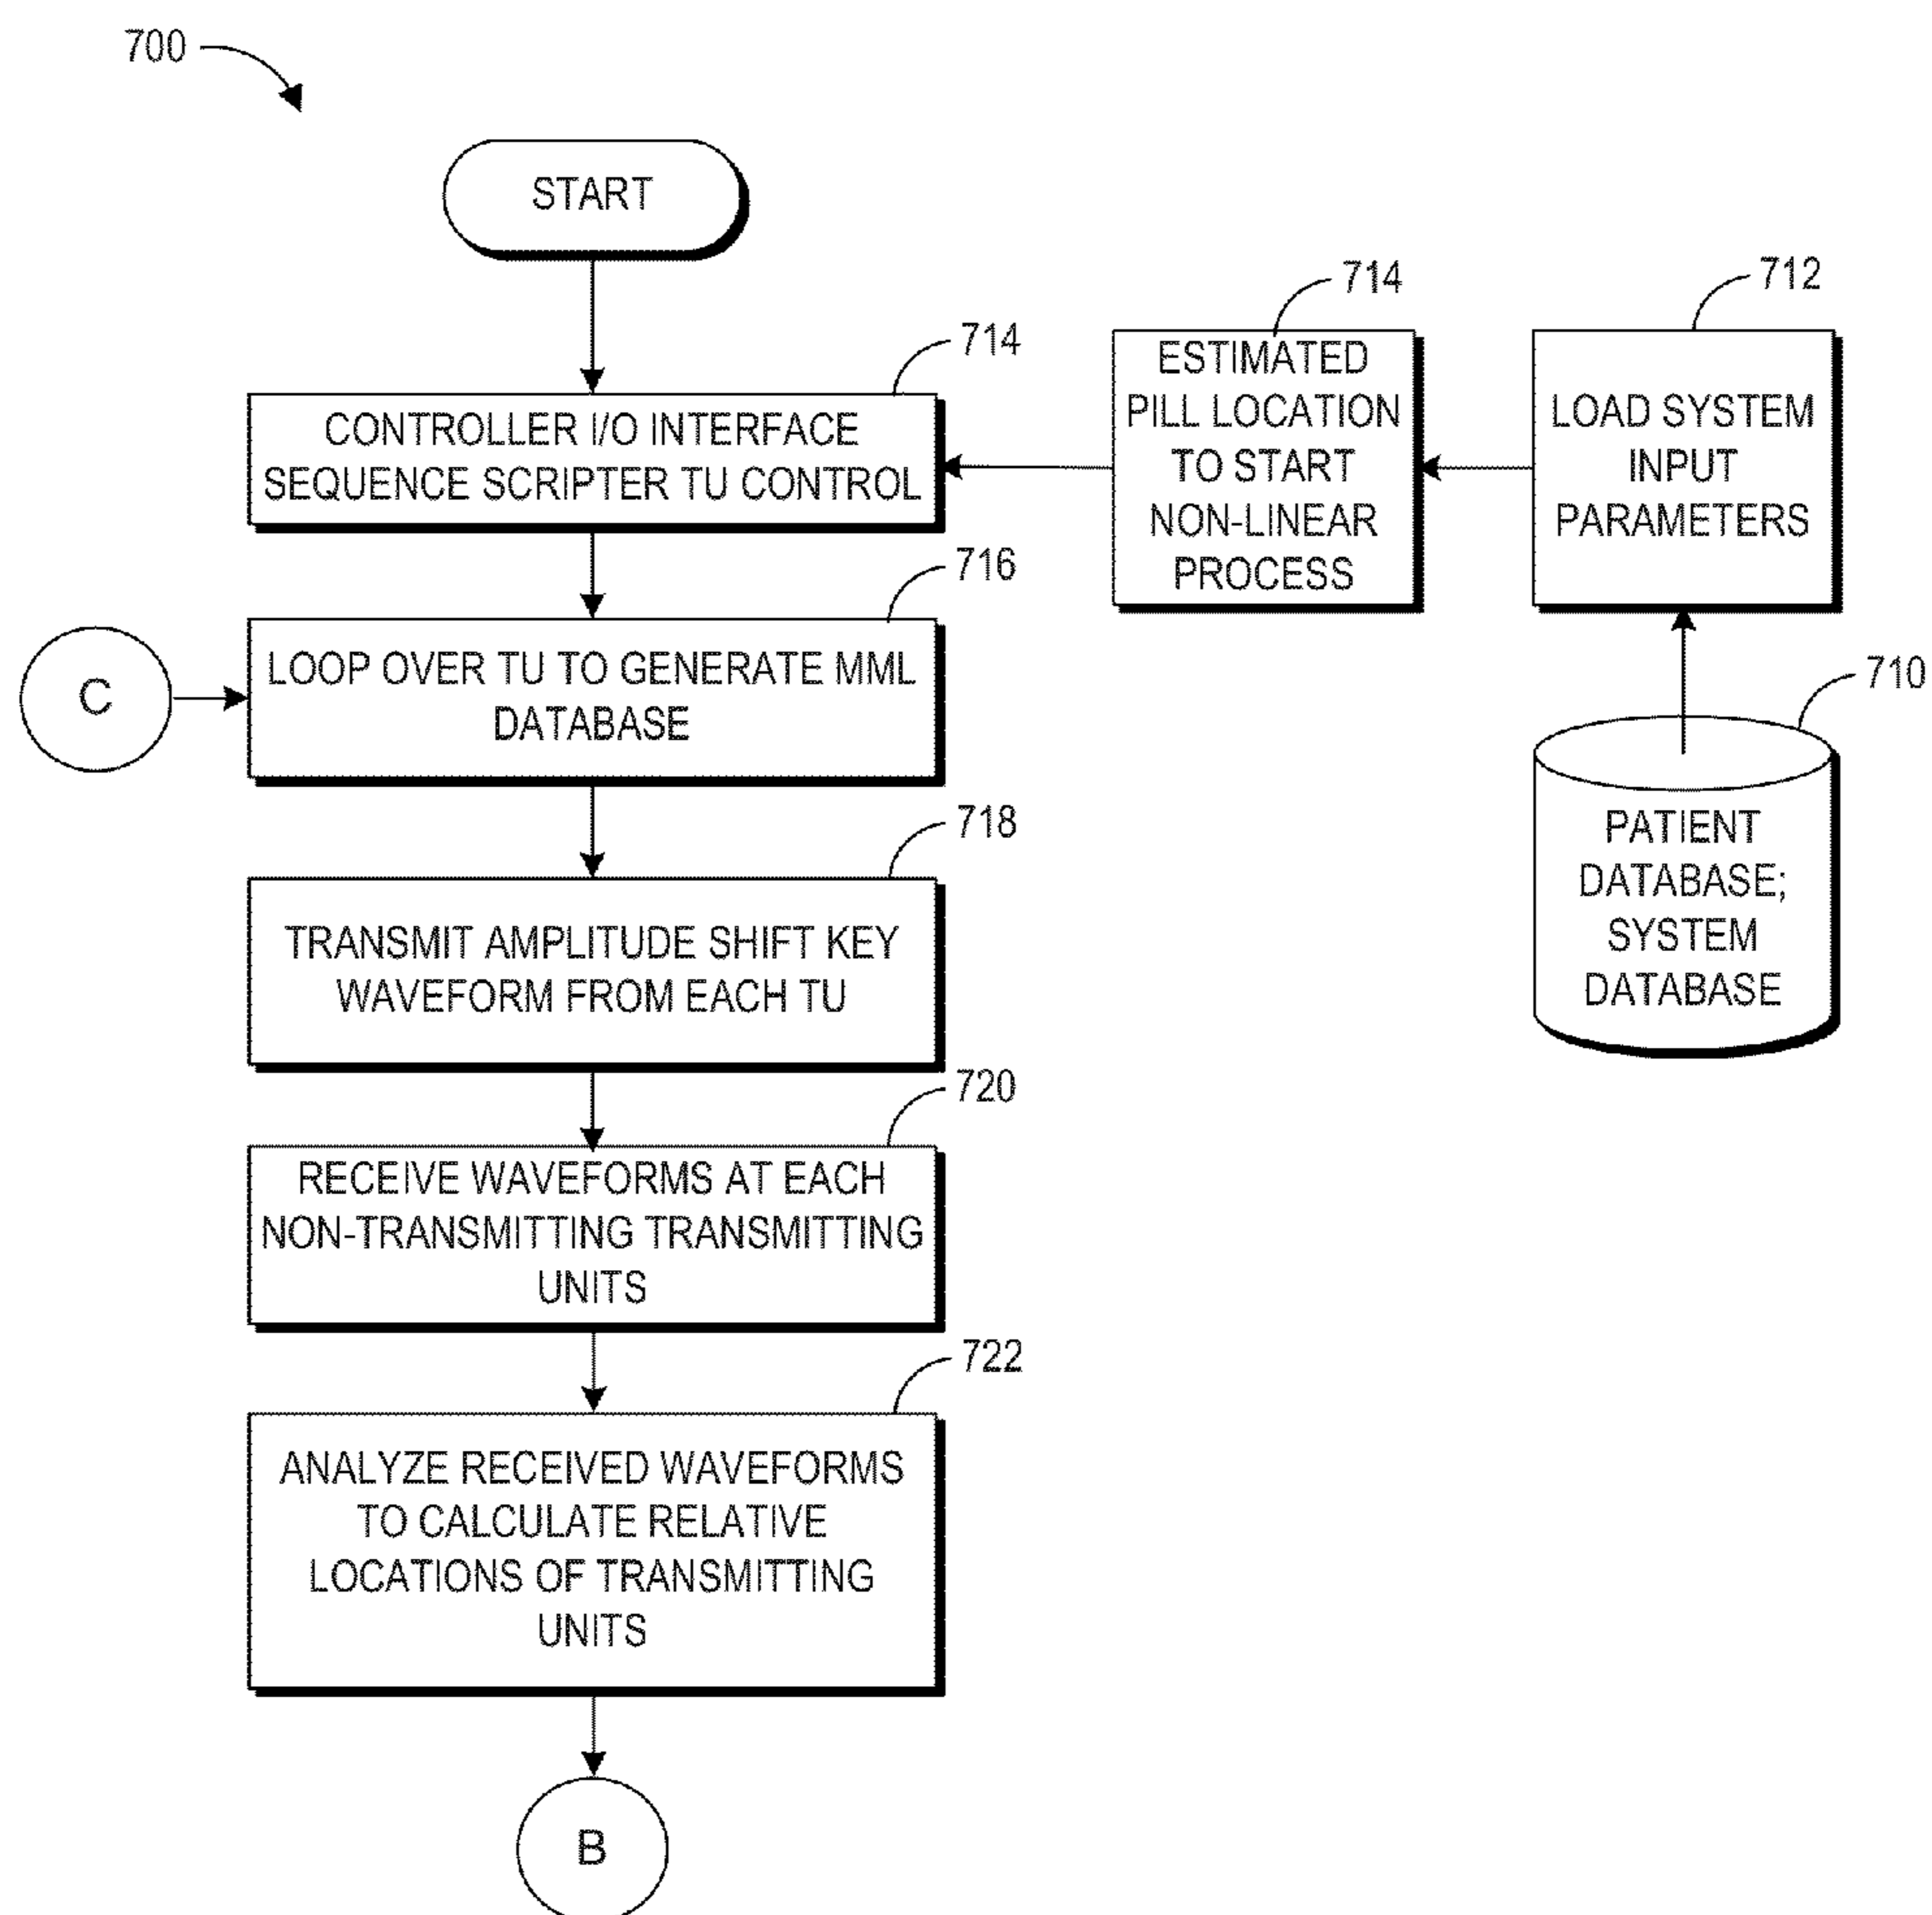 700
START
714
CONTROLLER I/O INTERFACE
SEQUENCE SCRIPTER TU CONTROL
714
ESTIMATED
PILL LOCATION
TO START
NON-LINEAR
PROCESS
712
LOAD SYSTEM
INPUT
PARAMETERS
710
PATIENT
DATABASE;
SYSTEM
DATABASE
C
716
LOOP OVER TU TO GENERATE MML
DATABASE
718
TRANSMIT AMPLITUDE SHIFT KEY
WAVEFORM FROM EACH TU
720
RECEIVE WAVEFORMS AT EACH
NON-TRANSMITTING TRANSMITTING
UNITS
722
ANALYZE RECEIVED WAVEFORMS
TO CALCULATE RELATIVE
LOCATIONS OF TRANSMITTING
UNITS
B